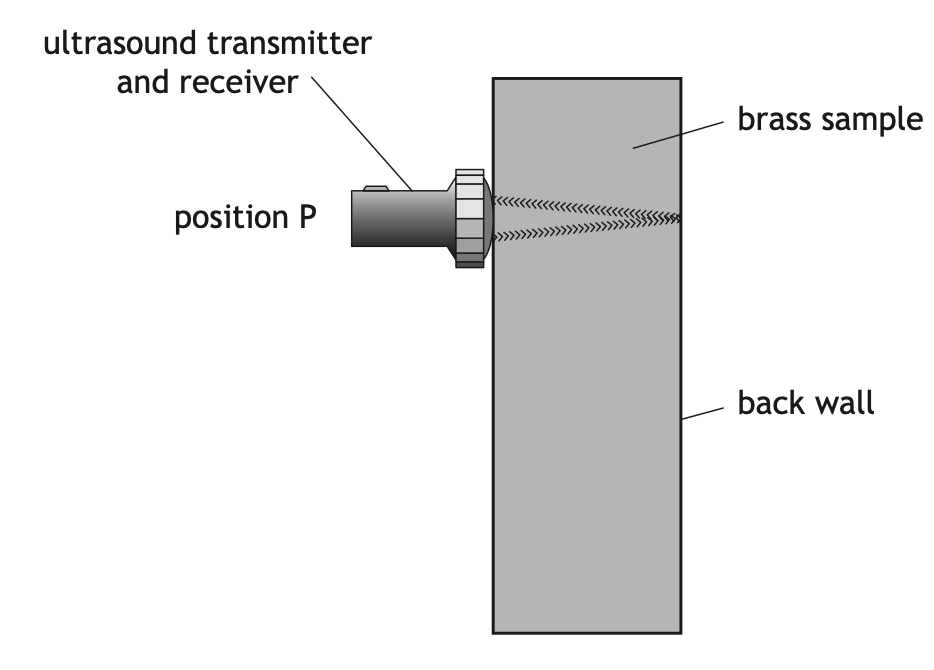 ultrasound transmitter
and receiver
brass sample
position P
back wall